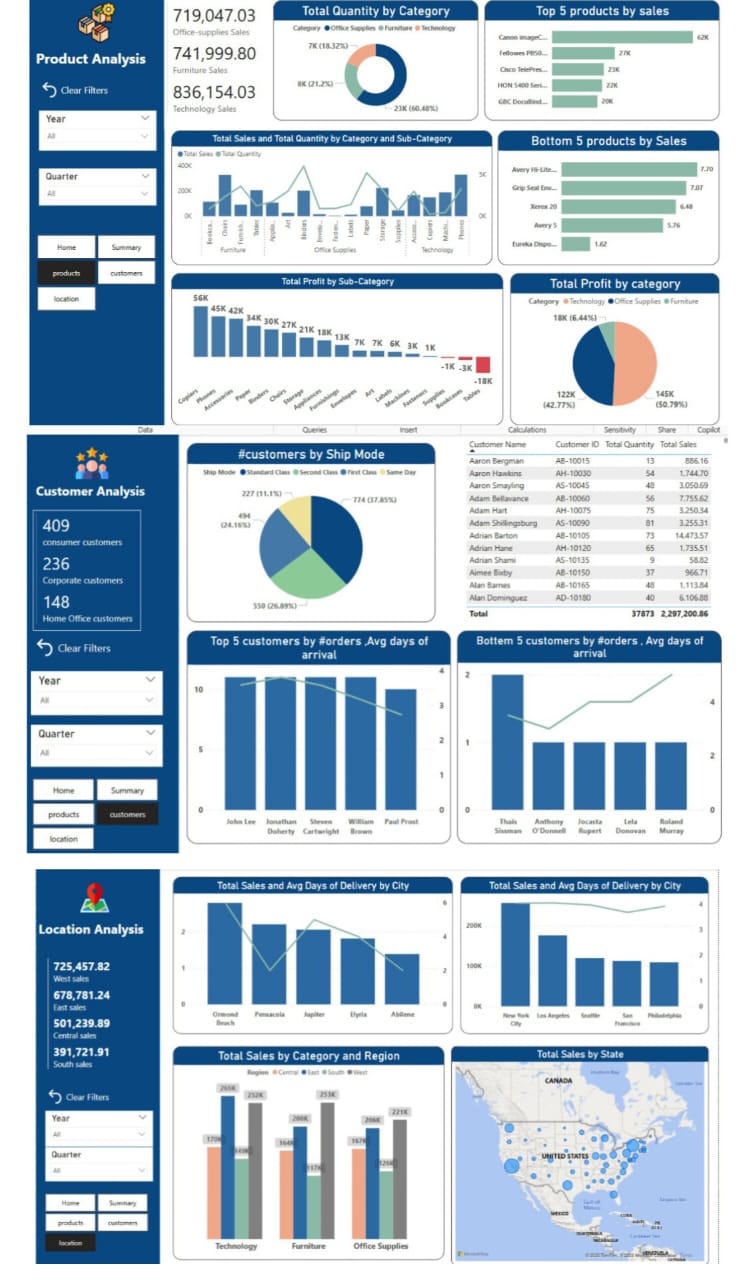 Product Analysis
Clear Filters
Year
All
Quarter
All
Home
Summary
products
customers
location
719,047.03
Office-supplies Sales
741,999.80
Furniture Sales
836,154.03
Technology Sales
Total Quantity by Category
Category Office Supplies Furniture Technology
7K (18.32%)
8K (21.2%)
23K (60.48%)
Top 5 products by sales
Canon imageC... 62K
Fellowes PB50... 27K
Cisco TelePres... 23K
HON 5400 Seri... 22K
GBC DocuBind... 20K
Total Sales and Total Quantity by Category and Sub-Category
Total Sales Total Quantity
400K
200K
0K
5K
0K
Bookca...
Chairs
Furnish...
Tables
Applia...
Art
Binders
Envelo...
Fasten...
Labels
Paper
Storage
Supplies
Access...
Copiers
Machi...
Phones
Furniture
Office Supplies
Technology
Bottom 5 products by Sales
Avery Hi-Lite... 7.70
Grip Seal Env... 7.07
Xerox 20 6.48
Avery 5 5.76
Eureka Dispo... 1.62
Total Profit by Sub-Category
56K
45K
42K
34K
30K
27K
21K
18K
13K
7K
7K
6K
3K
1K
-1K
-3K
-18K
Copiers
Phones
Accessories
Paper
Binders
Chairs
Storage
Appliances
Furnishings
Envelopes
Art
Labels
Machines
Fasteners
Supplies
Bookcases
Tables
Total Profit by category
Category Technology Office Supplies Furniture
18K (6.44%)
122K
(42.77%)
145K
(50.79%)
Data
Queries
Insert
Calculations
Sensitivity
Share
Copilot
Customer Analysis
409
consumer customers
236
Corporate customers
148
Home Office customers
Clear Filters
Year
All
Quarter
All
Home
Summary
products
customers
location
#customers by Ship Mode
Ship Mode Standard Class Second Class First Class Same Day
227 (11.1%)
774 (37.85%)
494
(24.16%)
550 (26.89%)
Customer Name Customer ID Total Quantity Total Sales
Aaron Bergman AB-10015 13 886.16
Aaron Hawkins AH-10030 54 1,744.70
Aaron Smayling AS-10045 48 3,050.69
Adam Bellavance AB-10060 56 7,755.62
Adam Hart AH-10075 75 3,250.34
Adam Shillingsburg AS-10090 81 3,255.31
Adrian Barton AB-10105 73 14,473.57
Adrian Hane AH-10120 65 1,735.51
Adrian Shami AS-10135 9 58.82
Aimee Bixby AB-10150 37 966.71
Alan Barnes AB-10165 48 1,113.84
Alan Dominguez AD-10180 40 6,106.88
Total 37873 2,297,200.86
Top 5 customers by #orders ,Avg days of
arrival
10
5
0
4
3
2
1
0
John Lee
Jonathan
Doherty
Steven
Cartwright
William
Brown
Paul Prost
Bottem 5 customers by #orders , Avg days of
arrival
2
1
0
4
2
0
Thais
Sissman
Anthony
O'Donnell
Jocasta
Rupert
Lela
Donovan
Roland
Murray
Location Analysis
725,457.82
West sales
678,781.24
East sales
501,239.89
Central sales
391,721.91
South sales
Clear Filters
Year
All
Quarter
All
Home
Summary
products
customers
location
Total Sales and Avg Days of Delivery by City
2
1
0
6
4
2
0
Ormond
Beach
Pensacola
Jupiter
Elyria
Abilene
Total Sales and Avg Days of Delivery by City
200K
100K
0K
4
3
2
1
0
New York
City
Los Angeles
Seattle
San
Francisco
Philadelphia
Total Sales by Category and Region
Region Central East South West
170K
265K
252K
164K
117K
253K
167K
206K
221K
Technology
Furniture
Office Supplies
Total Sales by State
CANADA
Hudson Bay
UNITED STATES
Gulf of
Mexico
MEXICO
CUBA
PR
GUATEMALA
NICARAGUA
Caribbean Sea
Sargasso Sea
VENEZUELA